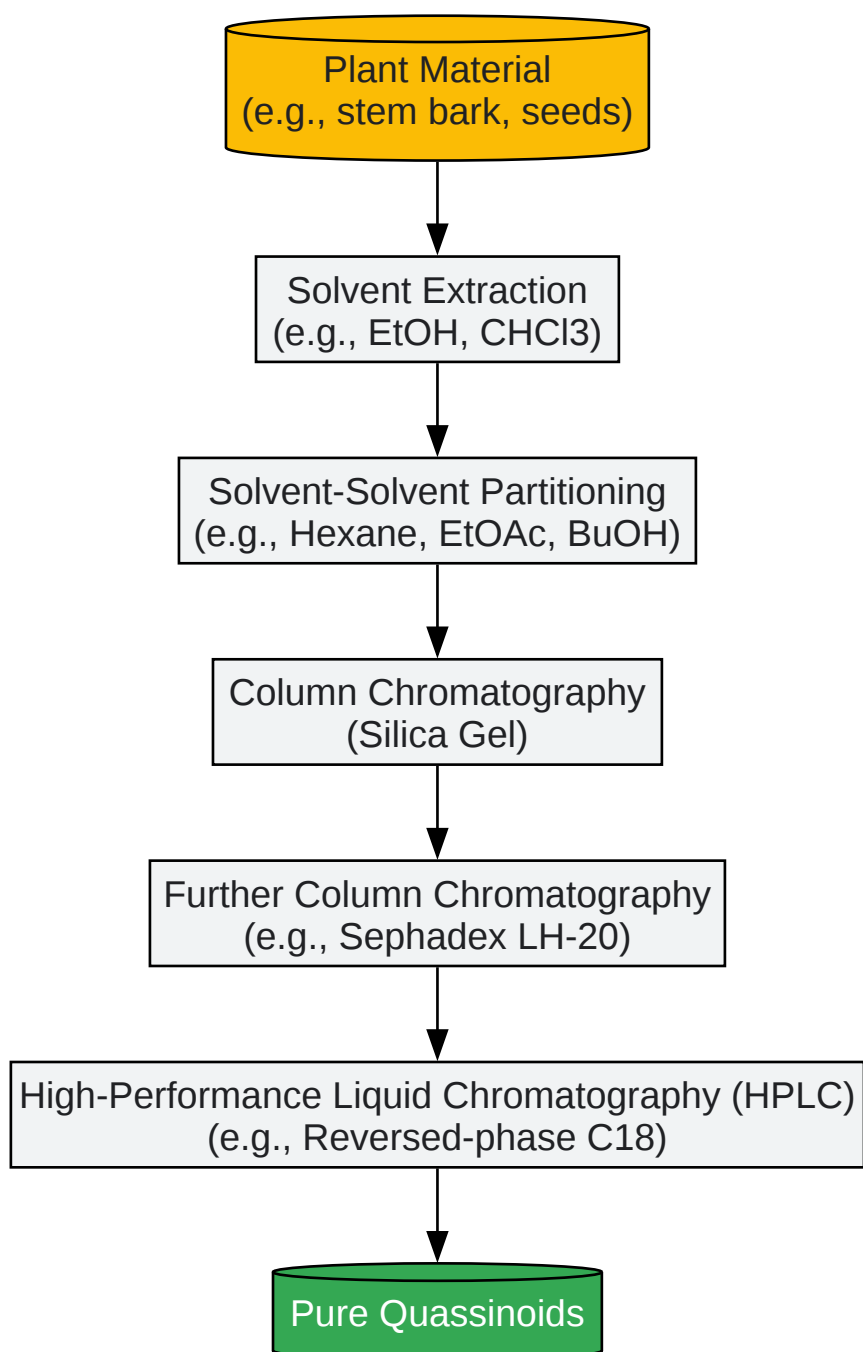 Plant Material
(e.g., stem bark, seeds)
Solvent Extraction
(e.g., EtOH, CHCl3)
Solvent-Solvent Partitioning
(e.g., Hexane, EtOAc, BuOH)
Column Chromatography
(Silica Gel)
Further Column Chromatography
(e.g., Sephadex LH-20)
High-Performance Liquid Chromatography (HPLC)
(e.g., Reversed-phase C18)
Pure Quassinoids